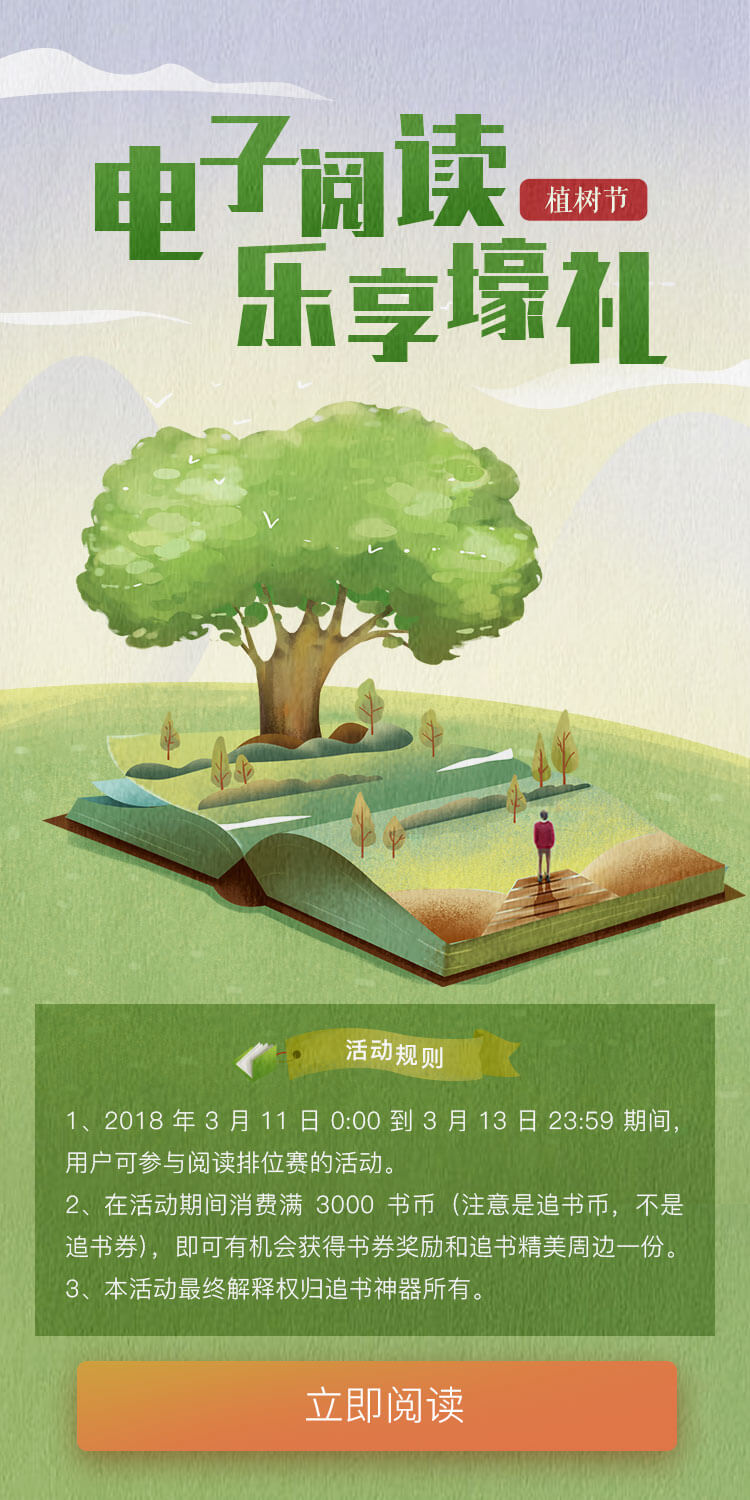 电子阅读
植树节
乐享壕礼
活动规则
1、2018 年 3 月 11 日 0:00 到 3 月 13 日 23:59 期间，
用户可参与阅读排位赛的活动。
2、在活动期间消费满 3000 书币（注意是追书币，不是
追书券），即可有机会获得书券奖励和追书精美周边一份。
3、本活动最终解释权归追书神器所有。
立即阅读